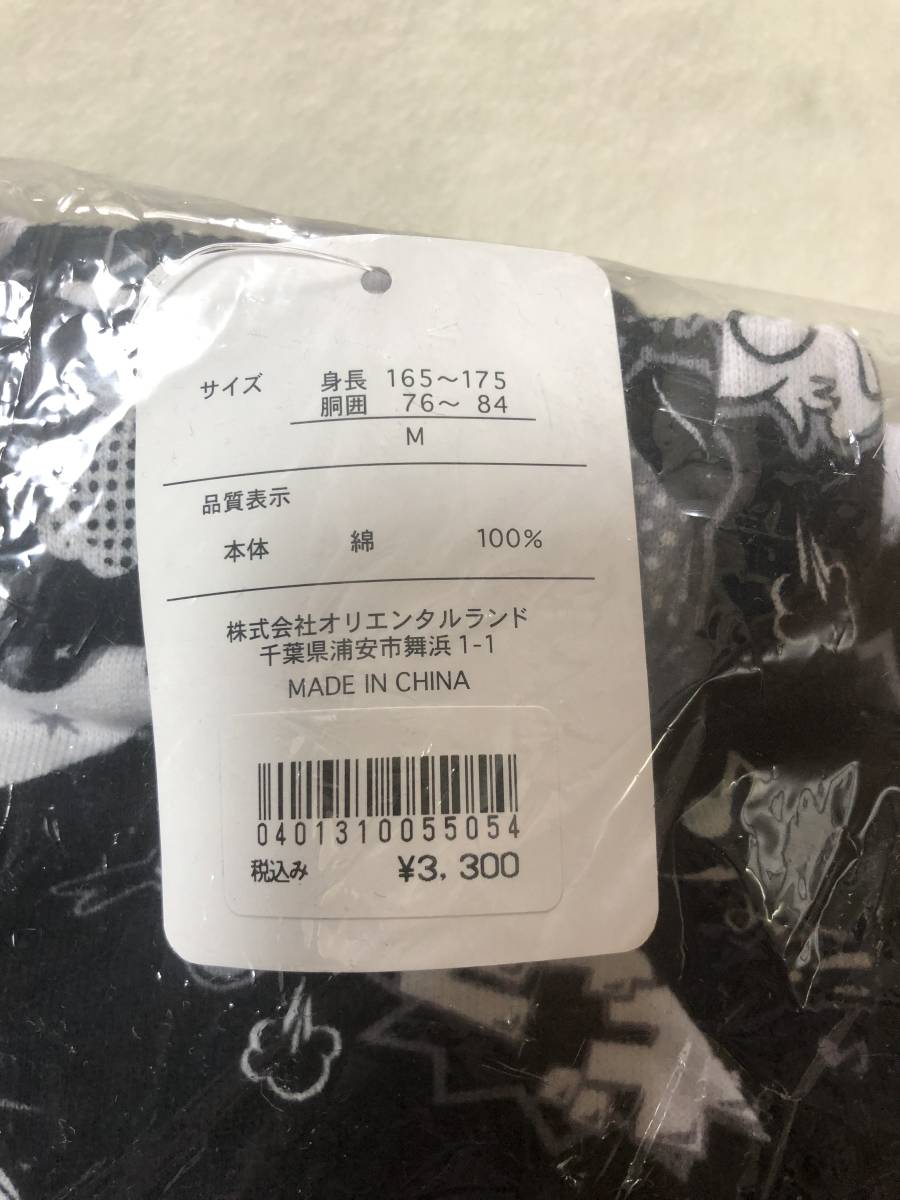 サイズ 身長 165〜175
胴囲 76〜 84
M
品質表示
本体 綿 100%
株式会社オリエンタルランド
千葉県浦安市舞浜1-1
MADE IN CHINA
0401310055054
税込み ¥3,300